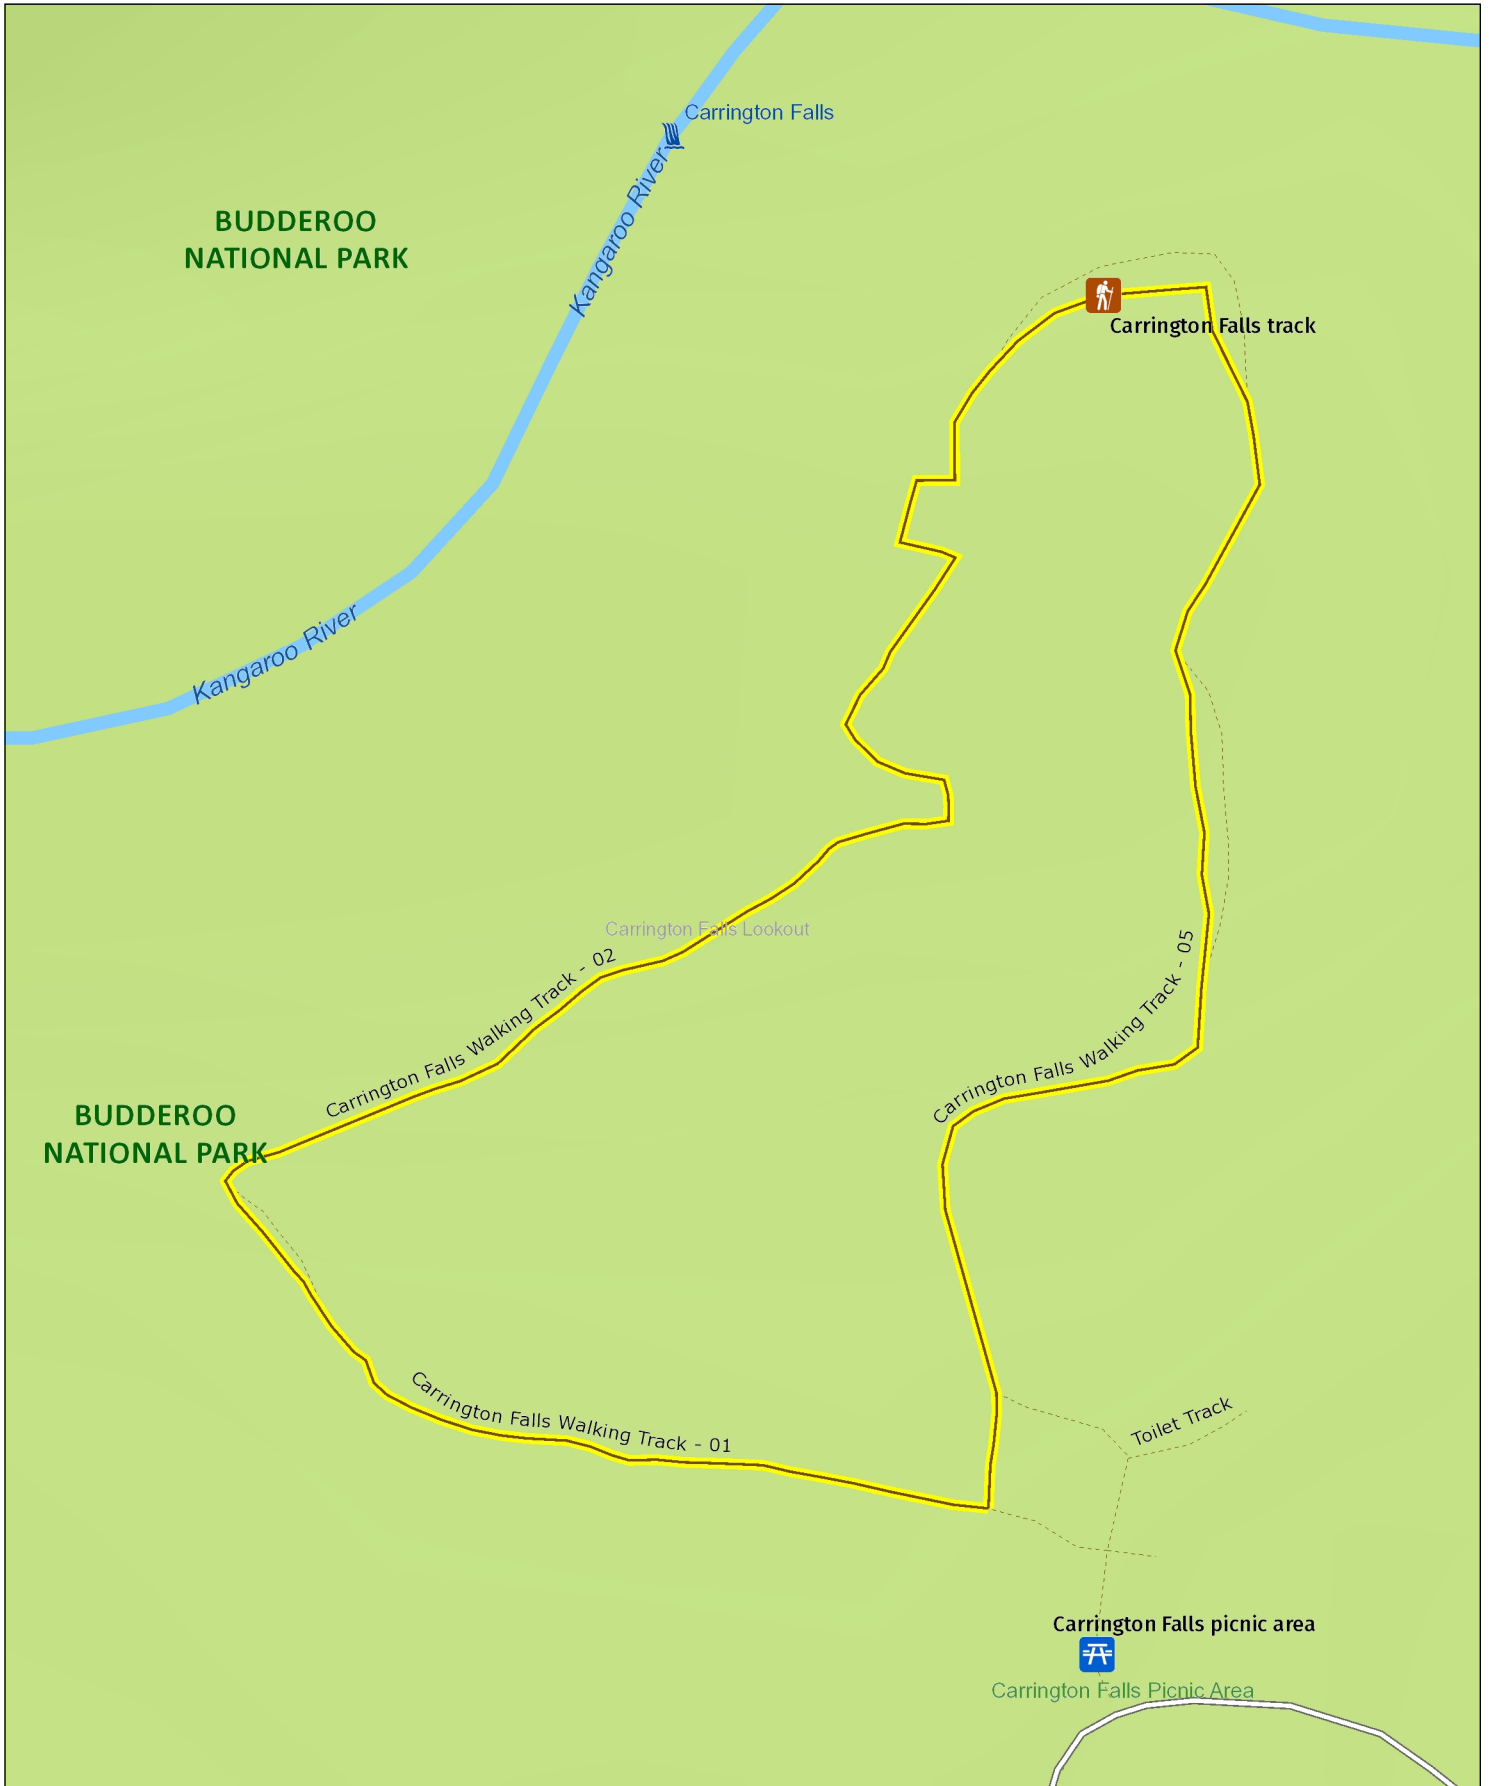 Carrington Falls
Kangaroo River
BUDDEROO
NATIONAL PARK
Carrington Falls track
Kangaroo River
Carrington Falls Lookout
Carrington Falls Walking Track - 02
Carrington Falls Walking Track - 05
BUDDEROO
NATIONAL PARK
Carrington Falls Walking Track - 01
Toilet Track
Carrington Falls picnic area
Carrington Falls Picnic Area